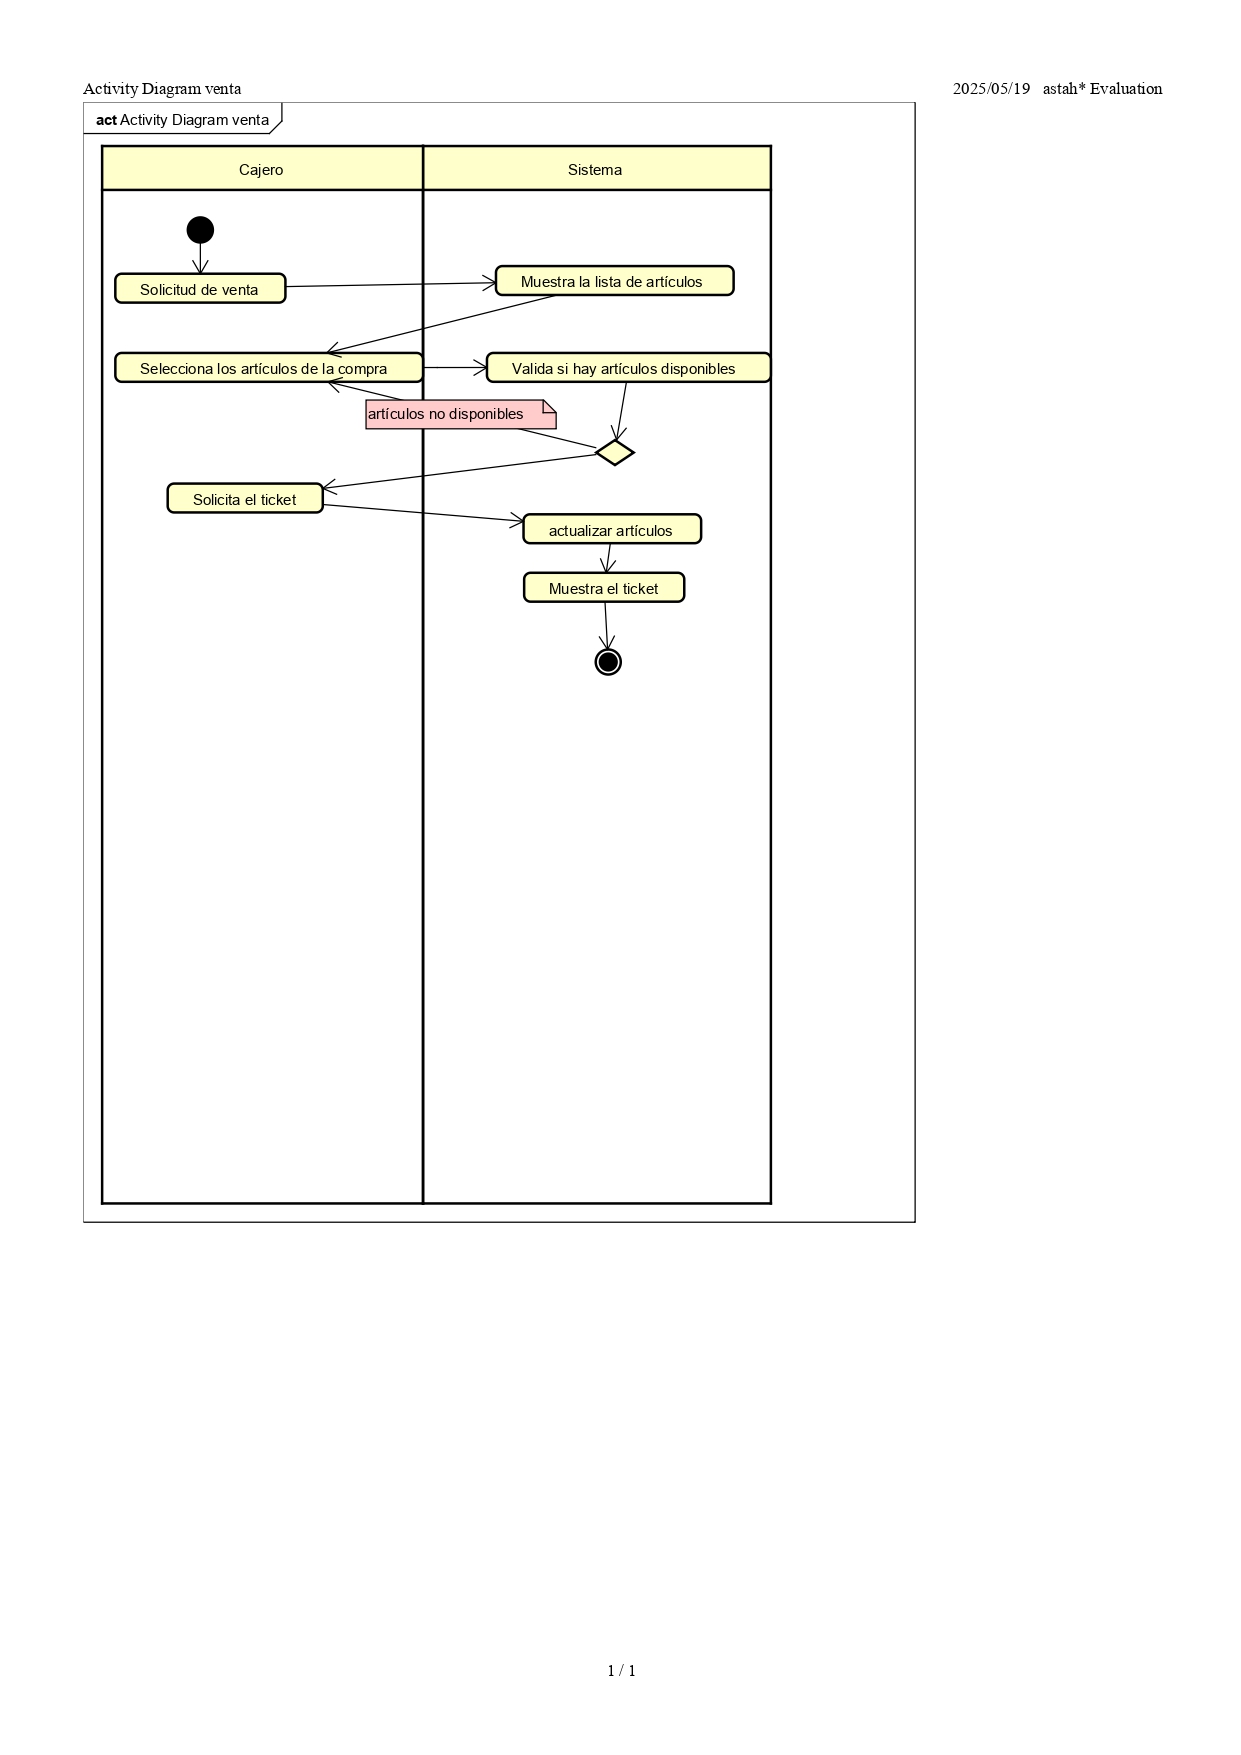 Activity Diagram venta
2025/05/19 astah* Evaluation
act Activity Diagram venta
Cajero
Sistema
Solicitud de venta
Muestra la lista de artículos
Selecciona los artículos de la compra
Valida si hay artículos disponibles
artículos no disponibles
Solicita el ticket
actualizar artículos
Muestra el ticket
1 / 1